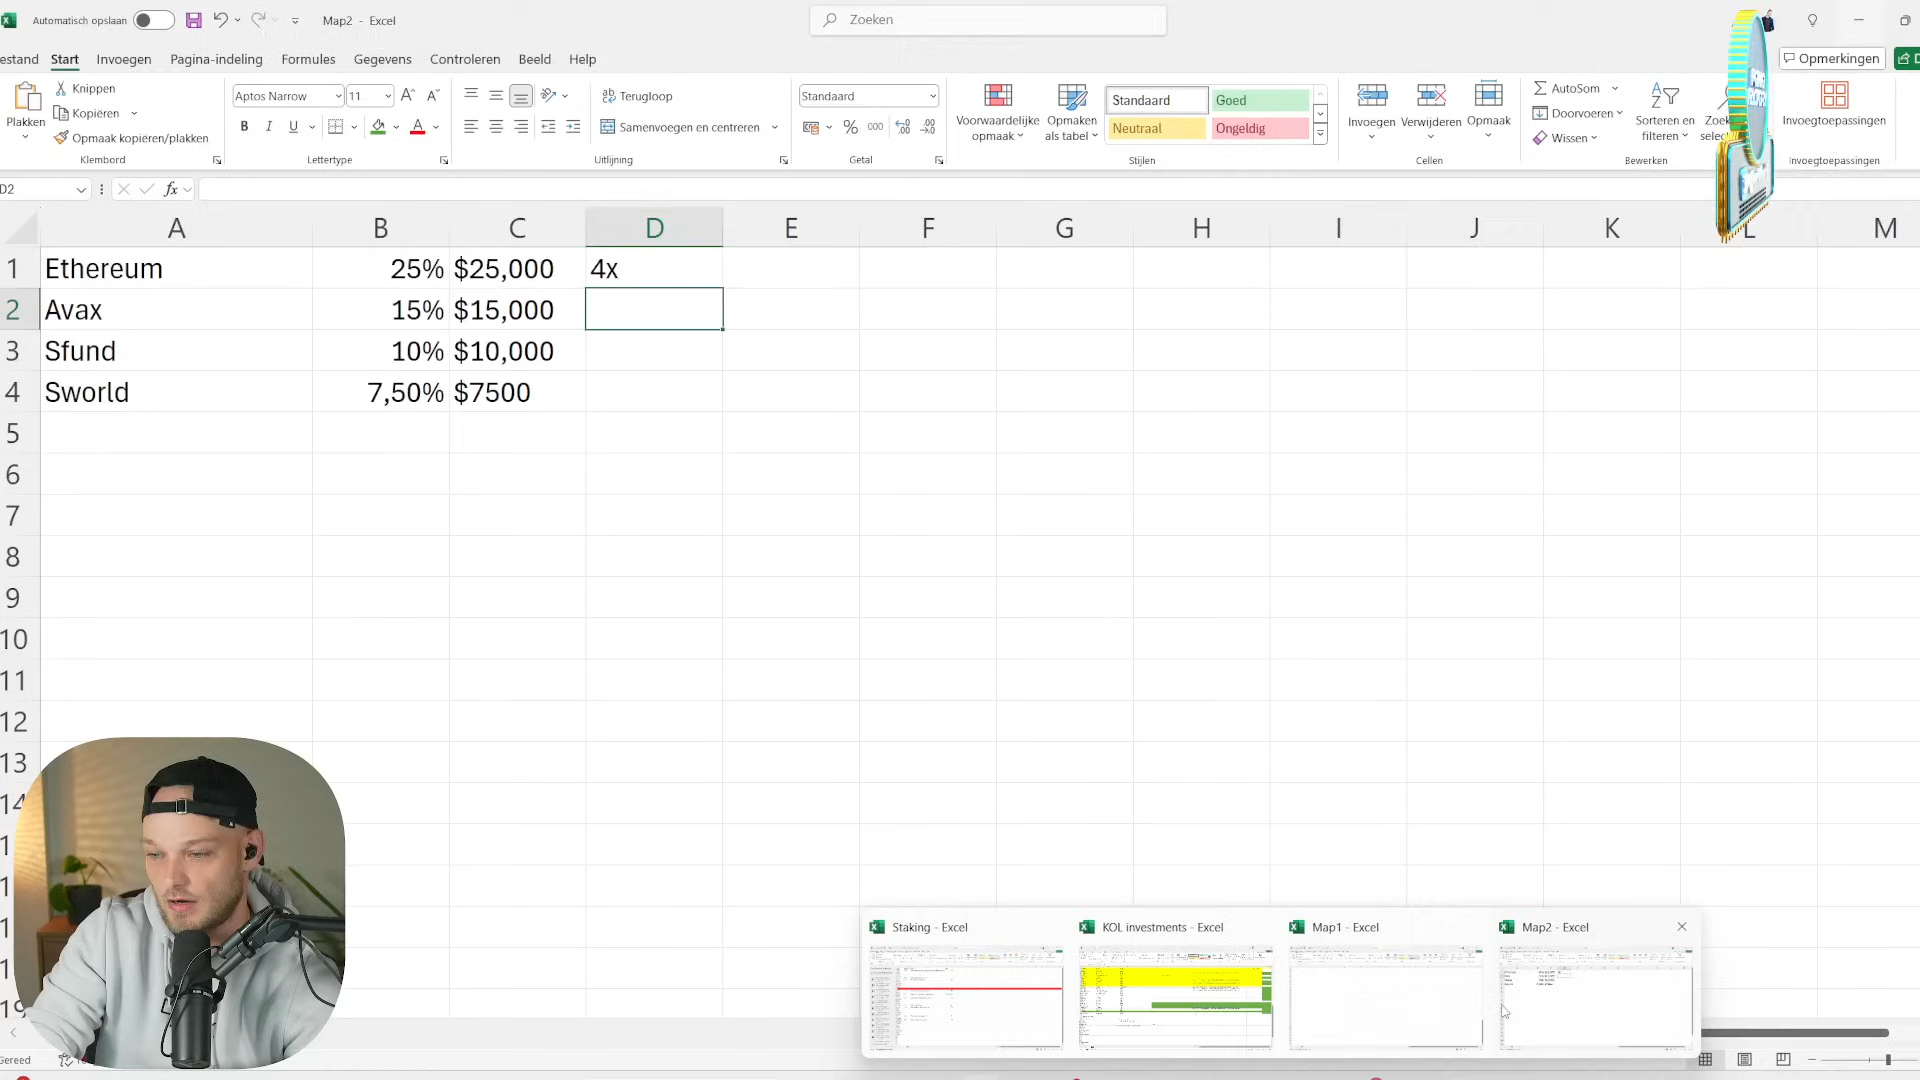 Automatisch opslaan
Map2 - Excel
Zoeken
estand Start Invoegen Pagina-indeling Formules Gegevens Controleren Beeld Help
Opmerkingen
Plakken
Knippen
Kopiëren
Opmaak kopiëren/plakken
Klembord
Aptos Narrow 11
B I U
Lettertype
Terugloop
Samenvoegen en centreren
Uitlijning
Standaard
% 000
Getal
Voorwaardelijke opmaak
Opmaken als tabel
Standaard Goed
Neutraal Ongeldig
Stijlen
Invoegen Verwijderen Opmaak
Cellen
AutoSom
Doorvoeren
Wissen
Sorteren en filteren
Bewerken
Invoegtoepassingen
Invoegtoepassingen
D2
fx
A B C D E F G H I J K L M
1 Ethereum 25% $25,000 4x
2 Avax 15% $15,000
3 Sfund 10% $10,000
4 Sworld 7,50% $7500
5
6
7
8
9
10
11
12
13
14
19
Staking - Excel
KOL investments - Excel
Map1 - Excel
Map2 - Excel
Gereed